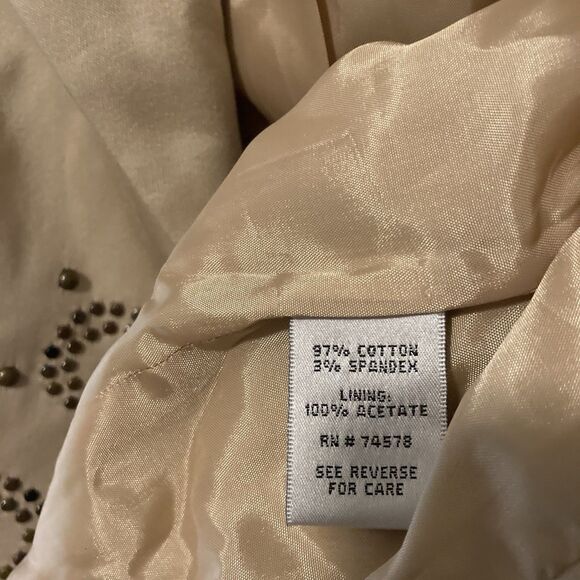 97% COTTON
3% SPANDEX
LINING:
100% ACETATE
RN # 74578
SEE REVERSE
FOR CARE